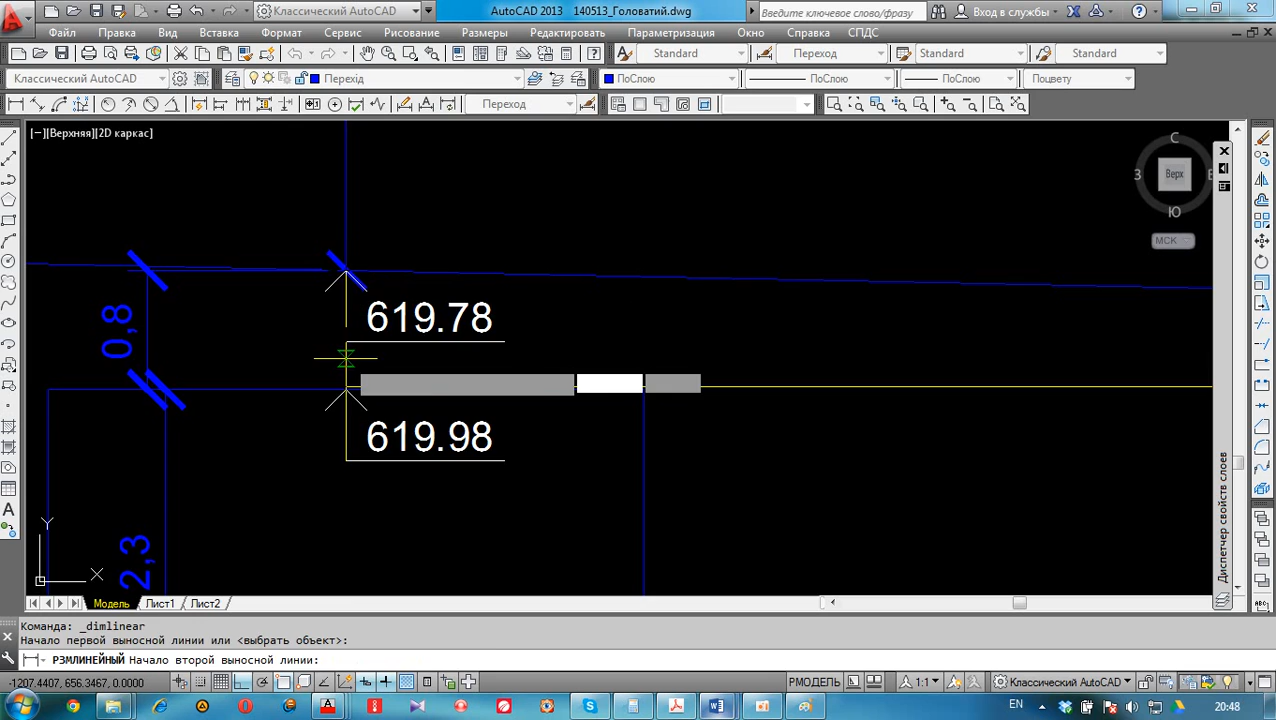 AutoCAD 2013 140513_Головатий.dwg
Классический AutoCAD
Введите ключевое слово/фразу
Вход в службы
Файл Правка Вид Вставка Формат Сервис Рисование Размеры Редактировать Параметризация Окно Справка СПДС
Standard Переход Standard Standard
Классический AutoCAD Перехід ПоСлою ПоСлою ПоСлою Поцвету
Переход
[−][Верхняя][2D каркас]
С
З Верх В
Ю
МСК
0,8
619.78
619.98
2,3
Диспетчер свойств слоев
Y
X
Модель Лист1 Лист2
Команда: _dimlinear
Начало первой выносной линии или <выбрать объект>:
РЗМЛИНЕЙНЫЙ Начало второй выносной линии:
-1207.4407, 656.3467, 0.0000
РМОДЕЛЬ 1:1 Классический AutoCAD
EN 20:48